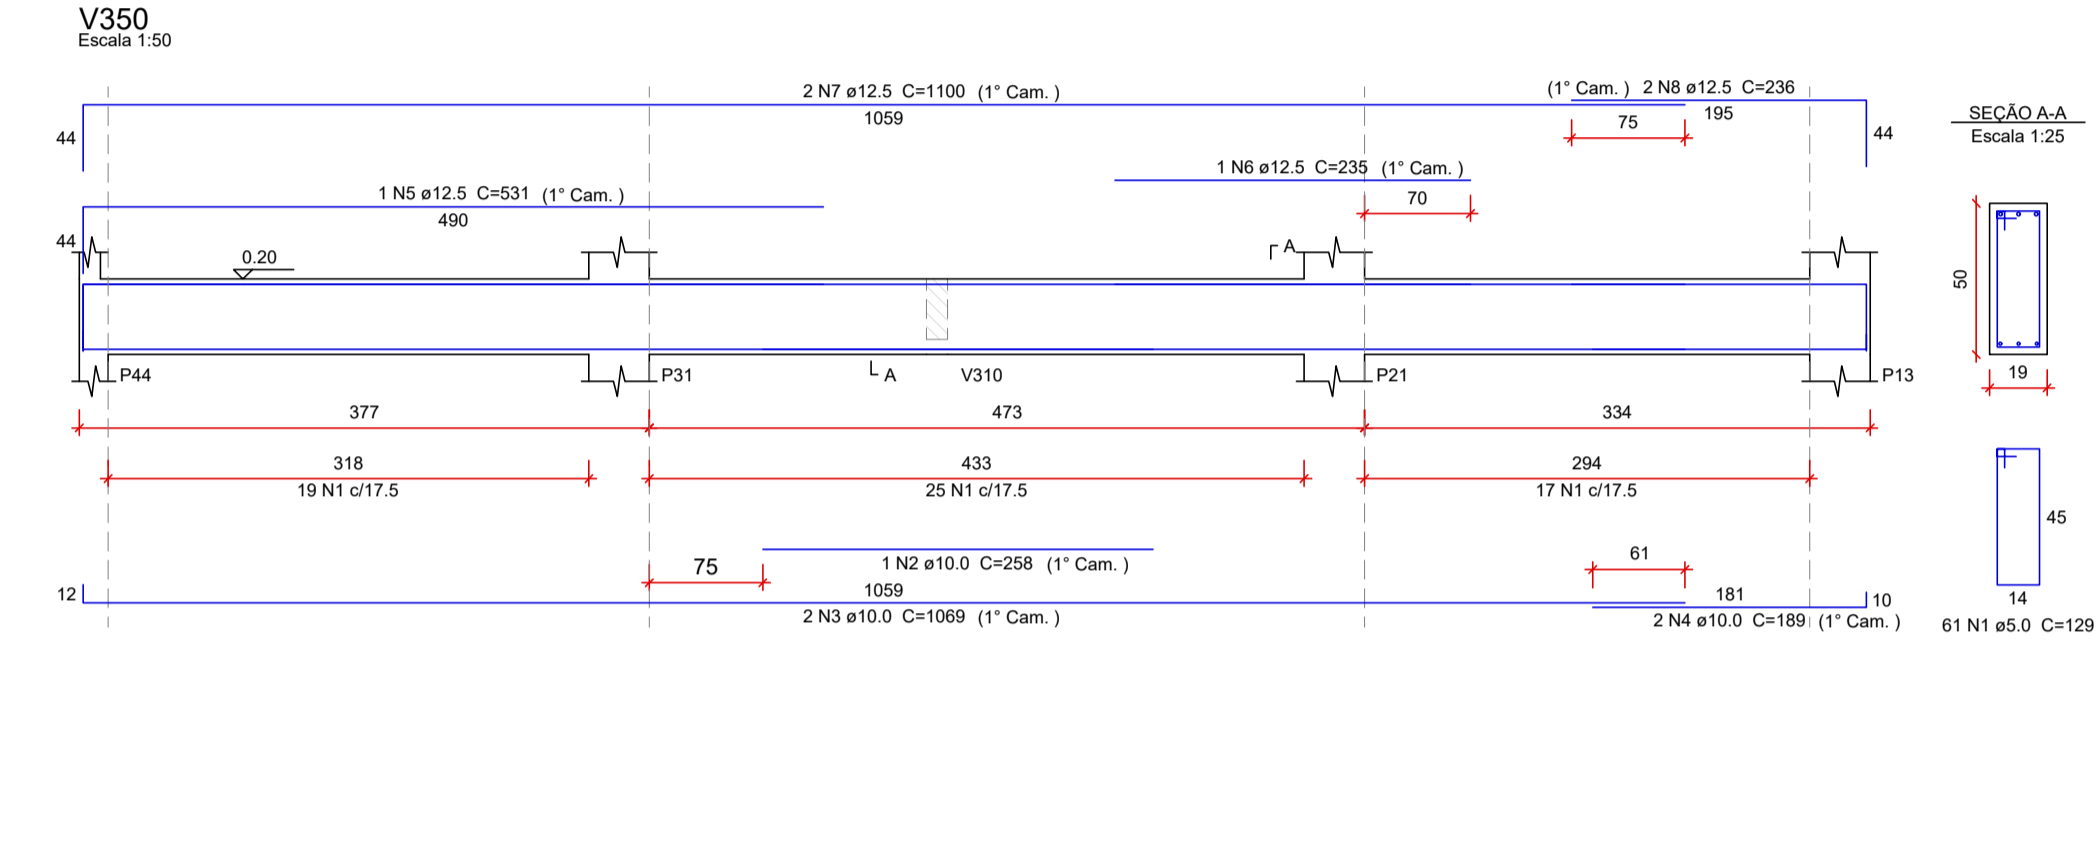 V350
Escala 1:50
2 N7 ø12.5 C=1100 (1° Cam. )
1059
44
(1° Cam. ) 2 N8 ø12.5 C=236
195
75
44
SEÇÃO A-A
Escala 1:25
1 N6 ø12.5 C=235 (1° Cam. )
70
1 N5 ø12.5 C=531 (1° Cam. )
490
44
0.20
A
50
19
P44
P31
A
V310
P21
P13
377
473
334
318
19 N1 c/17.5
433
25 N1 c/17.5
294
17 N1 c/17.5
45
14
61 N1 ø5.0 C=129
75
1 N2 ø10.0 C=258 (1° Cam. )
61
12
1059
2 N3 ø10.0 C=1069 (1° Cam. )
181
10
2 N4 ø10.0 C=189 (1° Cam. )